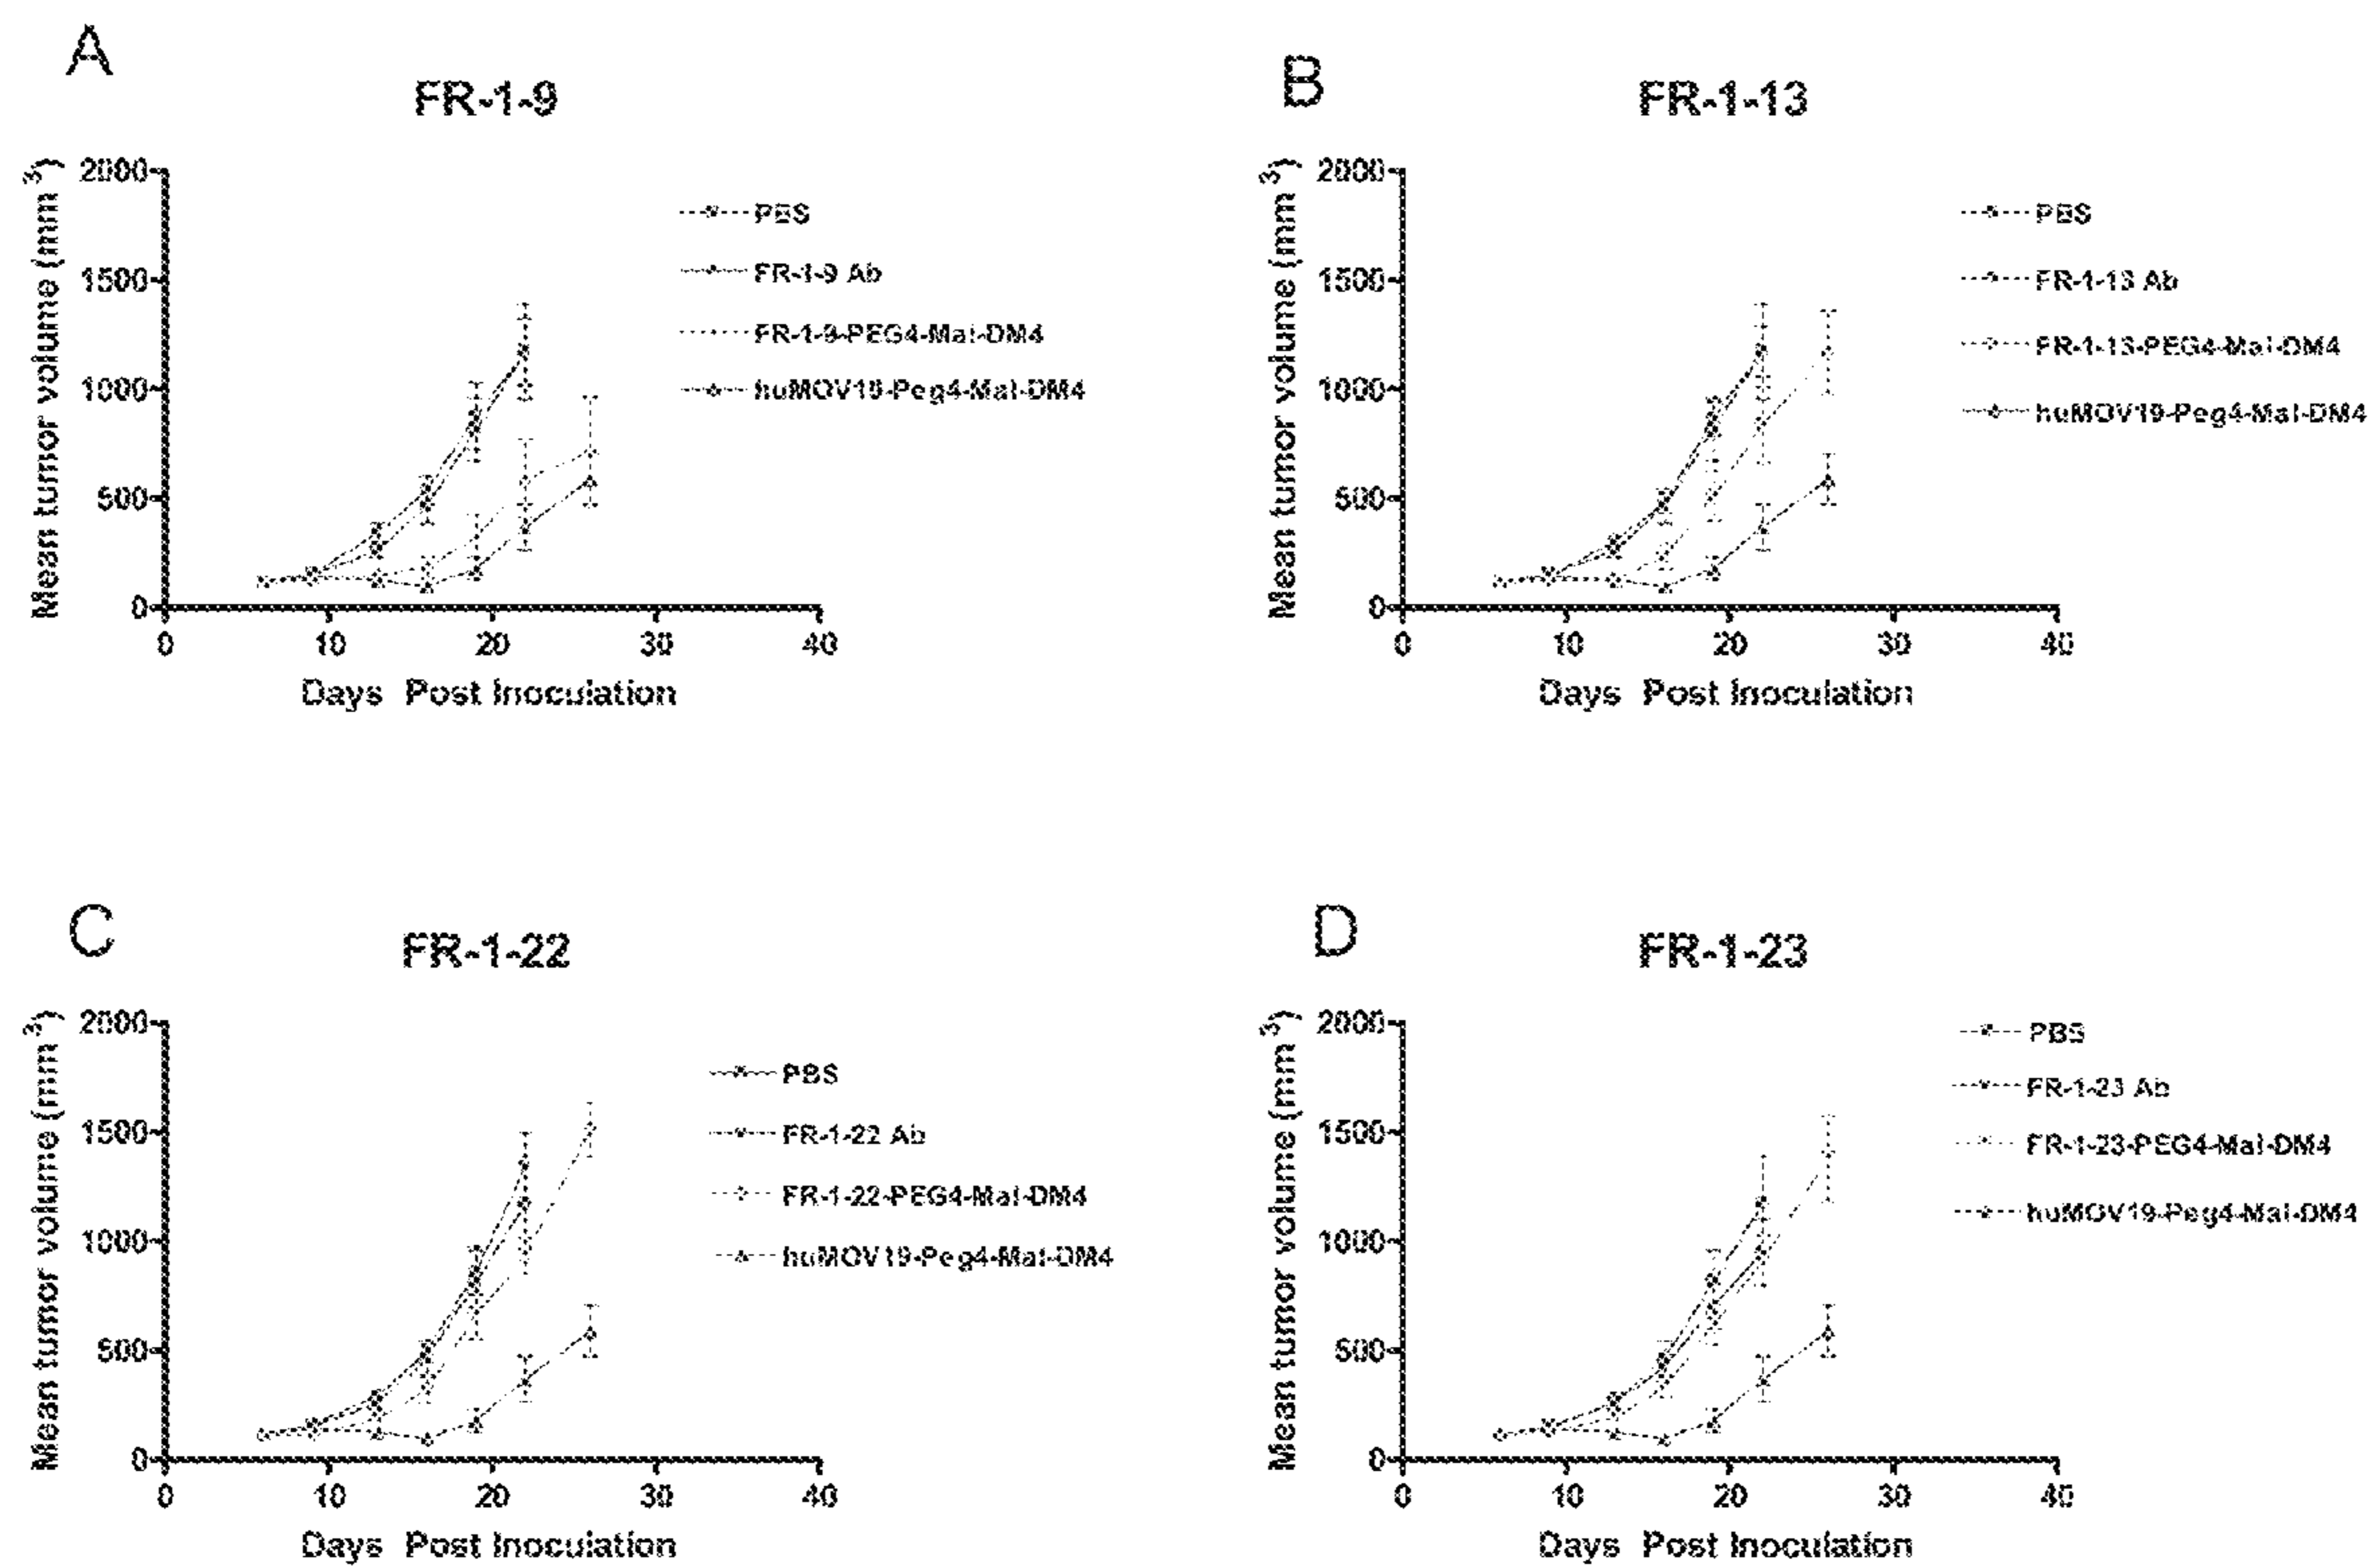 A
FR-1-9
Mean tumor volume (mm³)
2000
1500
1000
500
0
0 10 20 30 40
Days Post Inoculation
PBS
FR-1-9 Ab
FR-1-9-PEG4-Mal-DM4
huMOV19-Peg4-Mal-DM4
B
FR-1-13
Mean tumor volume (mm³)
2000
1500
1000
500
0
0 10 20 30 40
Days Post Inoculation
PBS
FR-1-13 Ab
FR-1-13-PEG4-Mal-DM4
huMOV19-Peg4-Mal-DM4
C
FR-1-22
Mean tumor volume (mm³)
2000
1500
1000
500
0
0 10 20 30 40
Days Post Inoculation
PBS
FR-1-22 Ab
FR-1-22-PEG4-Mal-DM4
huMOV19-Peg4-Mal-DM4
D
FR-1-23
Mean tumor volume (mm³)
2000
1500
1000
500
0
0 10 20 30 40
Days Post Inoculation
PBS
FR-1-23 Ab
FR-1-23-PEG4-Mal-DM4
huMOV19-Peg4-Mal-DM4